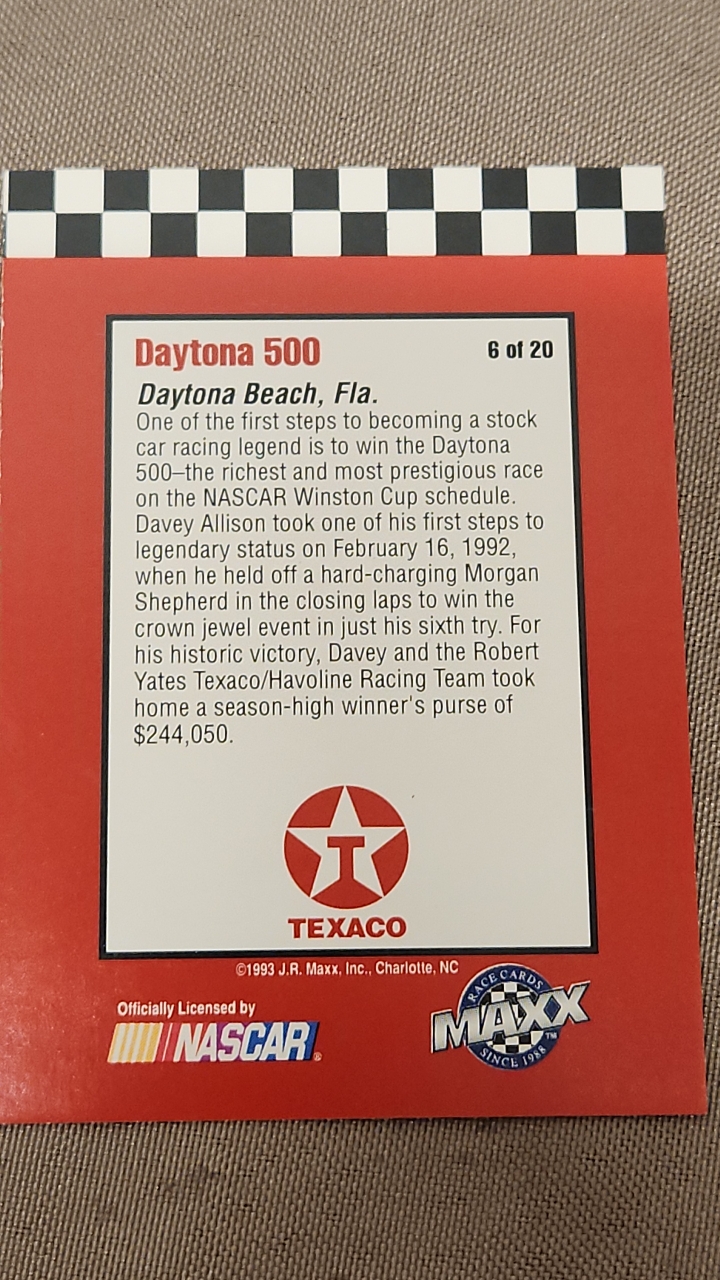 Daytona 500
6 of 20
Daytona Beach, Fla.
One of the first steps to becoming a stock
car racing legend is to win the Daytona
500–the richest and most prestigious race
on the NASCAR Winston Cup schedule.
Davey Allison took one of his first steps to
legendary status on February 16, 1992,
when he held off a hard-charging Morgan
Shepherd in the closing laps to win the
crown jewel event in just his sixth try. For
his historic victory, Davey and the Robert
Yates Texaco/Havoline Racing Team took
home a season-high winner's purse of
$244,050.
T
TEXACO
©1993 J.R. Maxx, Inc., Charlotte, NC
Officially Licensed by
NASCAR®
RACE CARDS
MAXX™
SINCE 1988